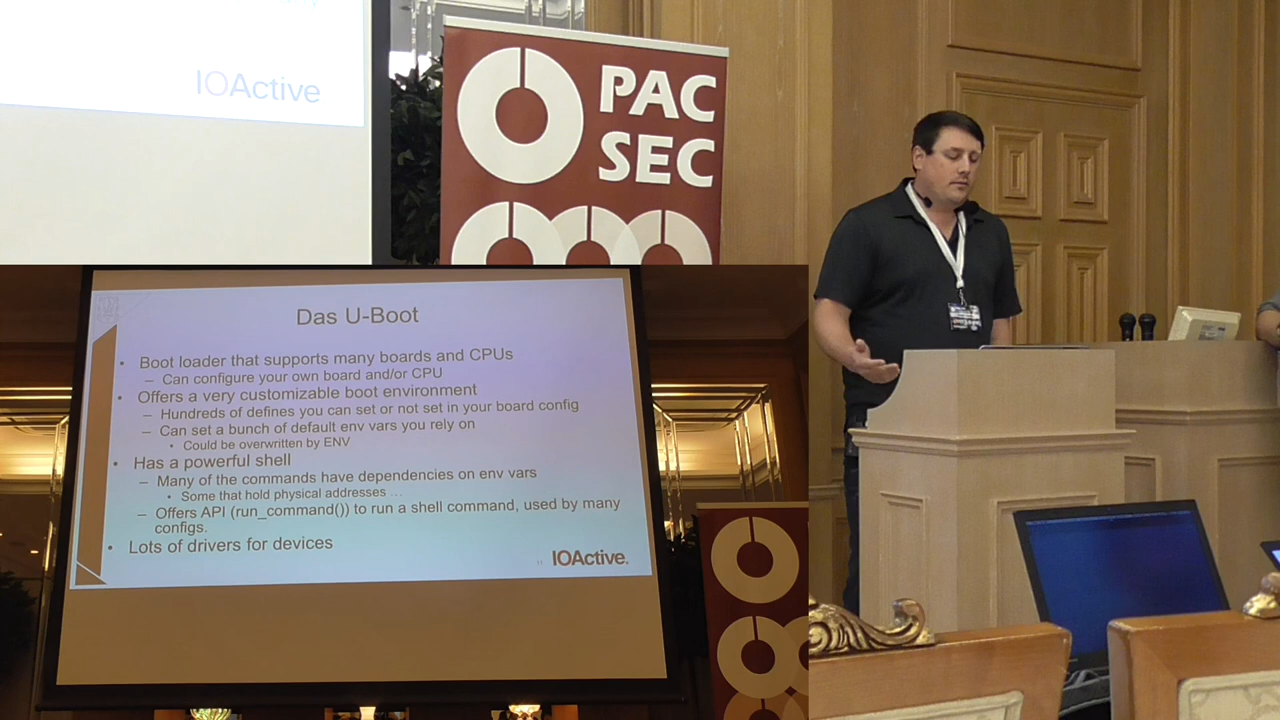 IOActive
PAC
SEC
Das U-Boot
• Boot loader that supports many boards and CPUs
– Can configure your own board and/or CPU
• Offers a very customizable boot environment
– Hundreds of defines you can set or not set in your board config
– Can set a bunch of default env vars you rely on
• Could be overwritten by ENV
• Has a powerful shell
– Many of the commands have dependencies on env vars
• Some that hold physical addresses …
– Offers API (run_command()) to run a shell command, used by many
configs.
• Lots of drivers for devices
11 IOActive.